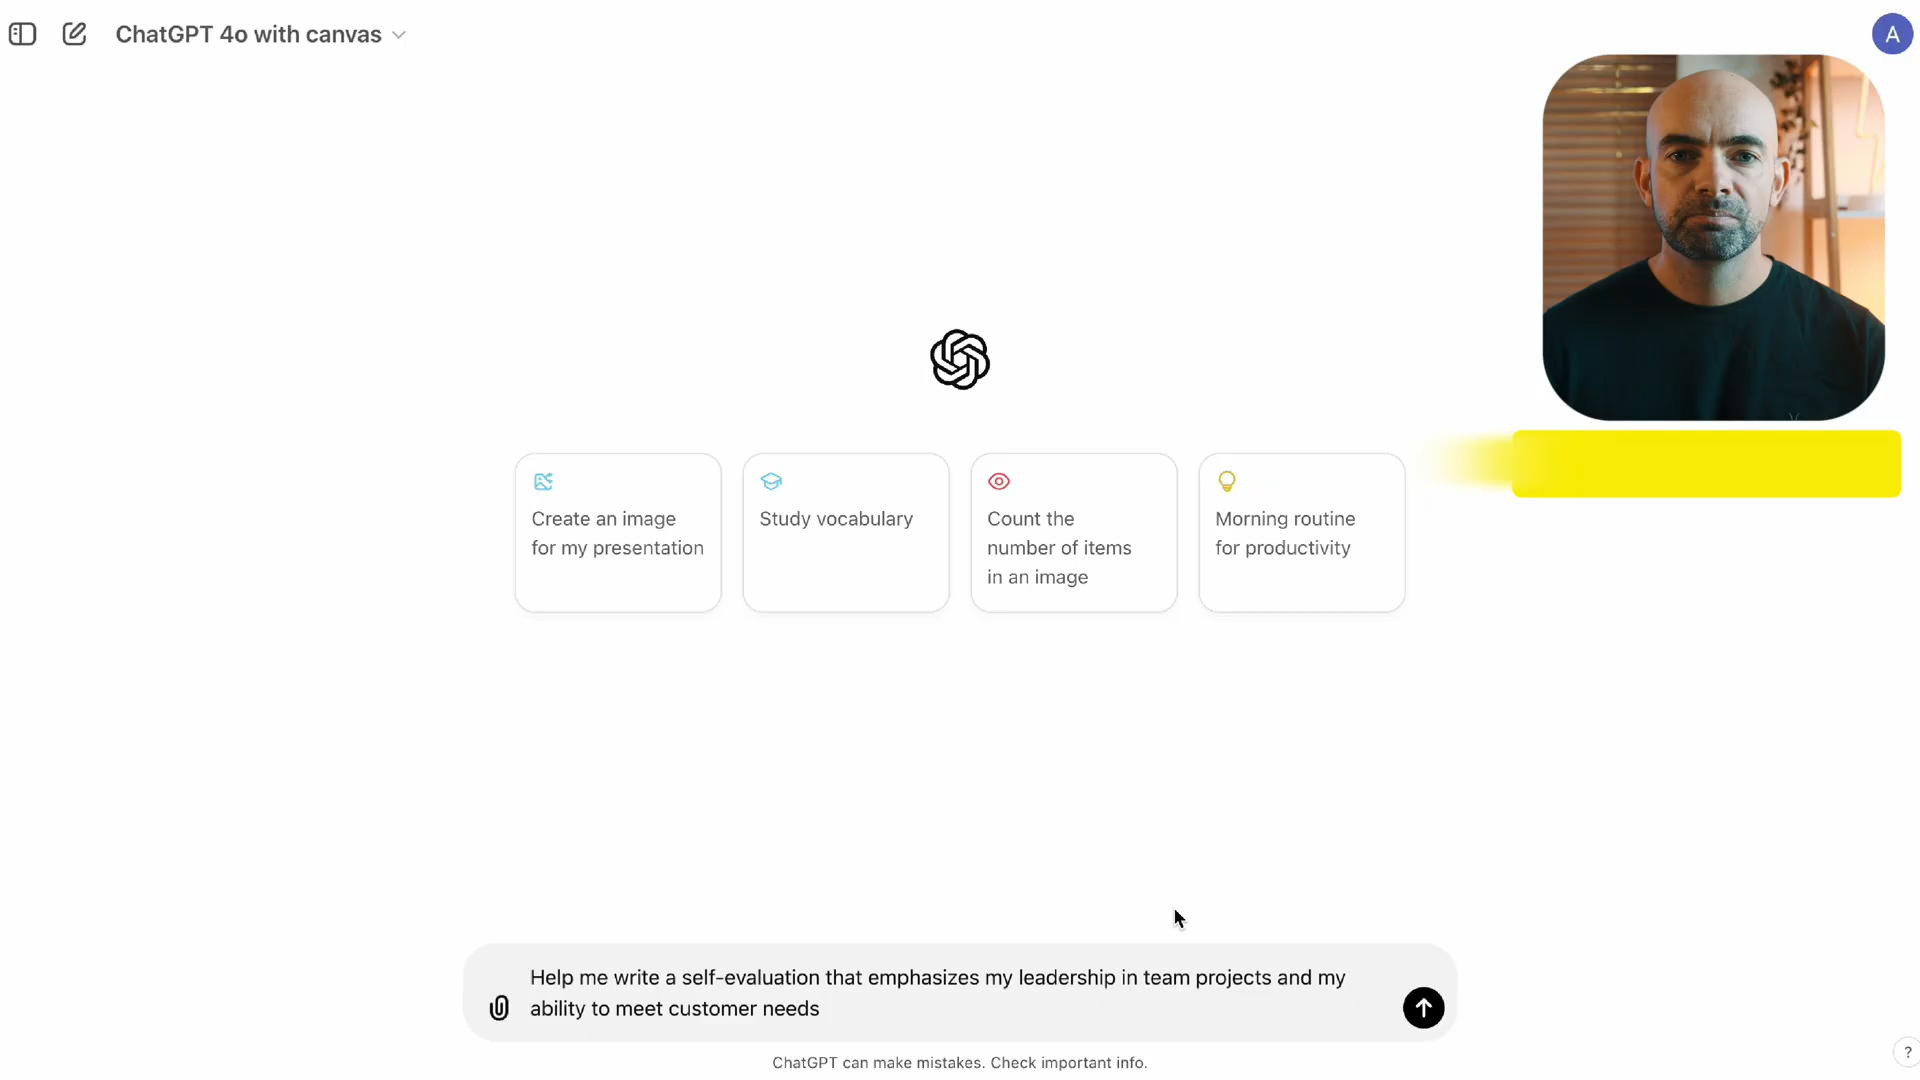 ChatGPT 4o with canvas
A
Create an image
for my presentation
Study vocabulary
Count the
number of items
in an image
Morning routine
for productivity
Help me write a self-evaluation that emphasizes my leadership in team projects and my
ability to meet customer needs
ChatGPT can make mistakes. Check important info.
?